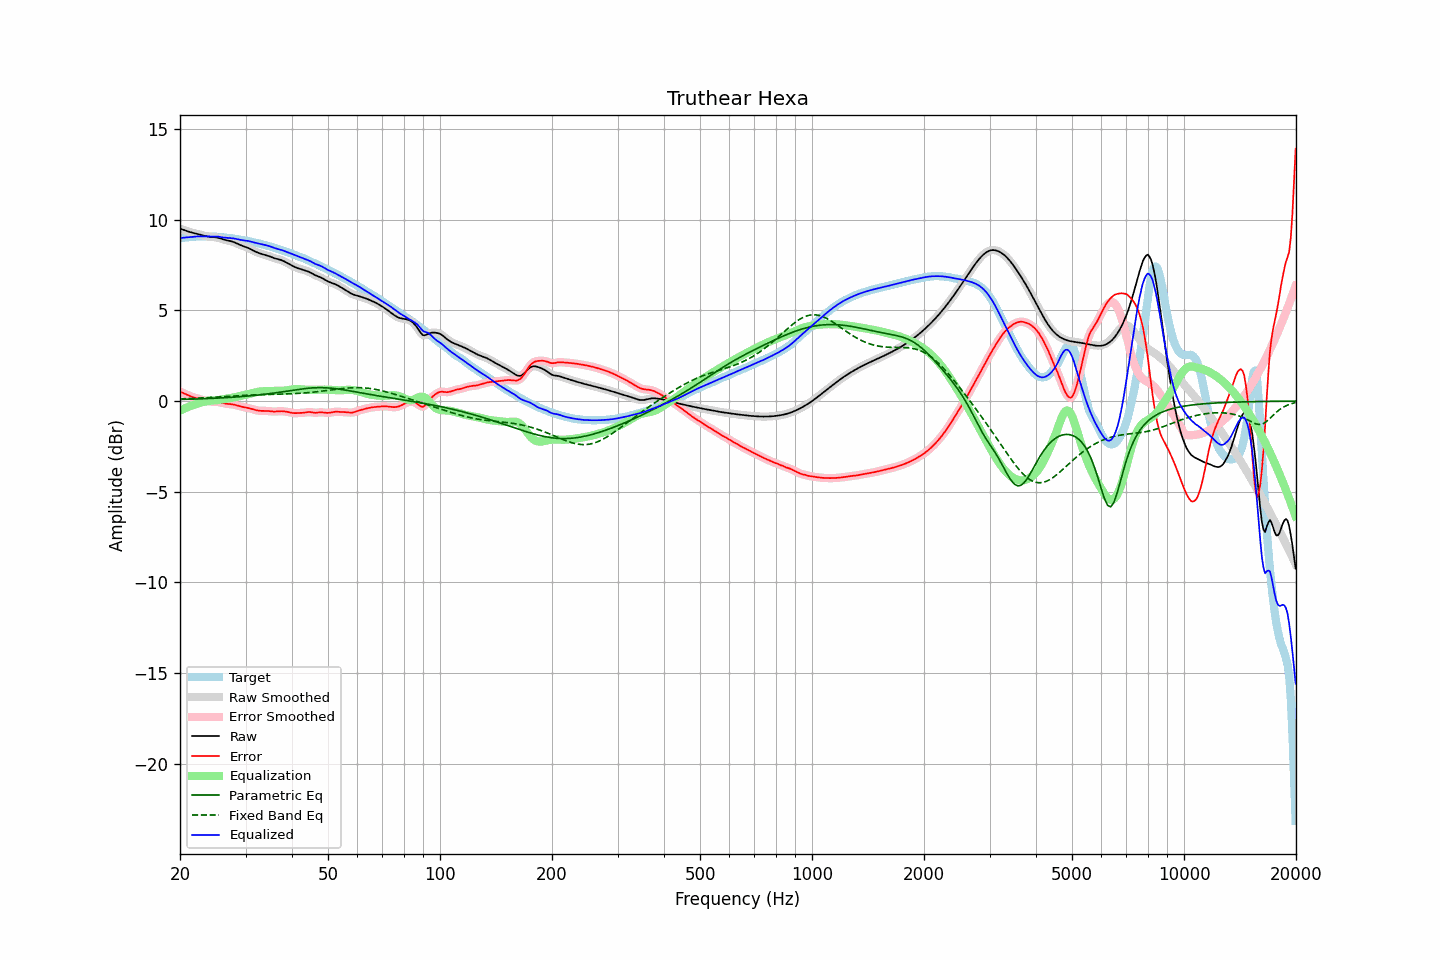 Truthear Hexa
15
10
5
0
−5
−10
−15
−20
Amplitude (dBr)
Target
Raw Smoothed
Error Smoothed
Raw
Error
Equalization
Parametric Eq
Fixed Band Eq
Equalized
20 50 100 200 500 1000 2000 5000 10000 20000
Frequency (Hz)